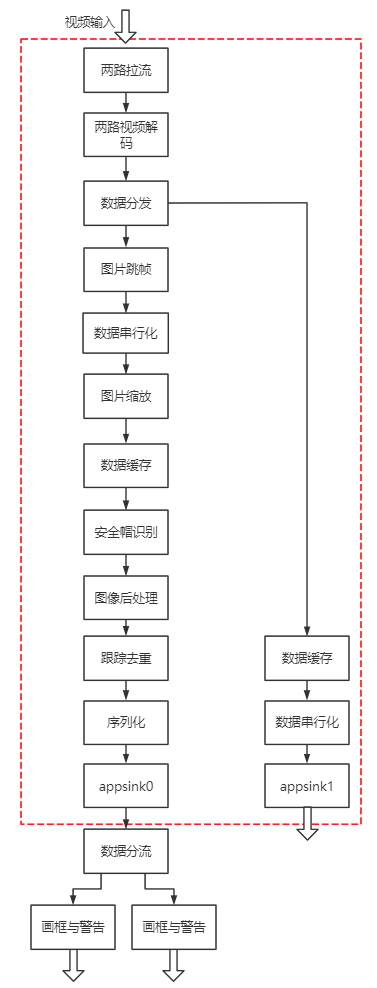 视频输入
两路拉流
两路视频解
码
数据分发
图片跳帧
数据串行化
图片缩放
数据缓存
安全帽识别
图像后处理
跟踪去重
数据缓存
序列化
数据串行化
appsink0
appsink1
数据分流
画框与警告
画框与警告